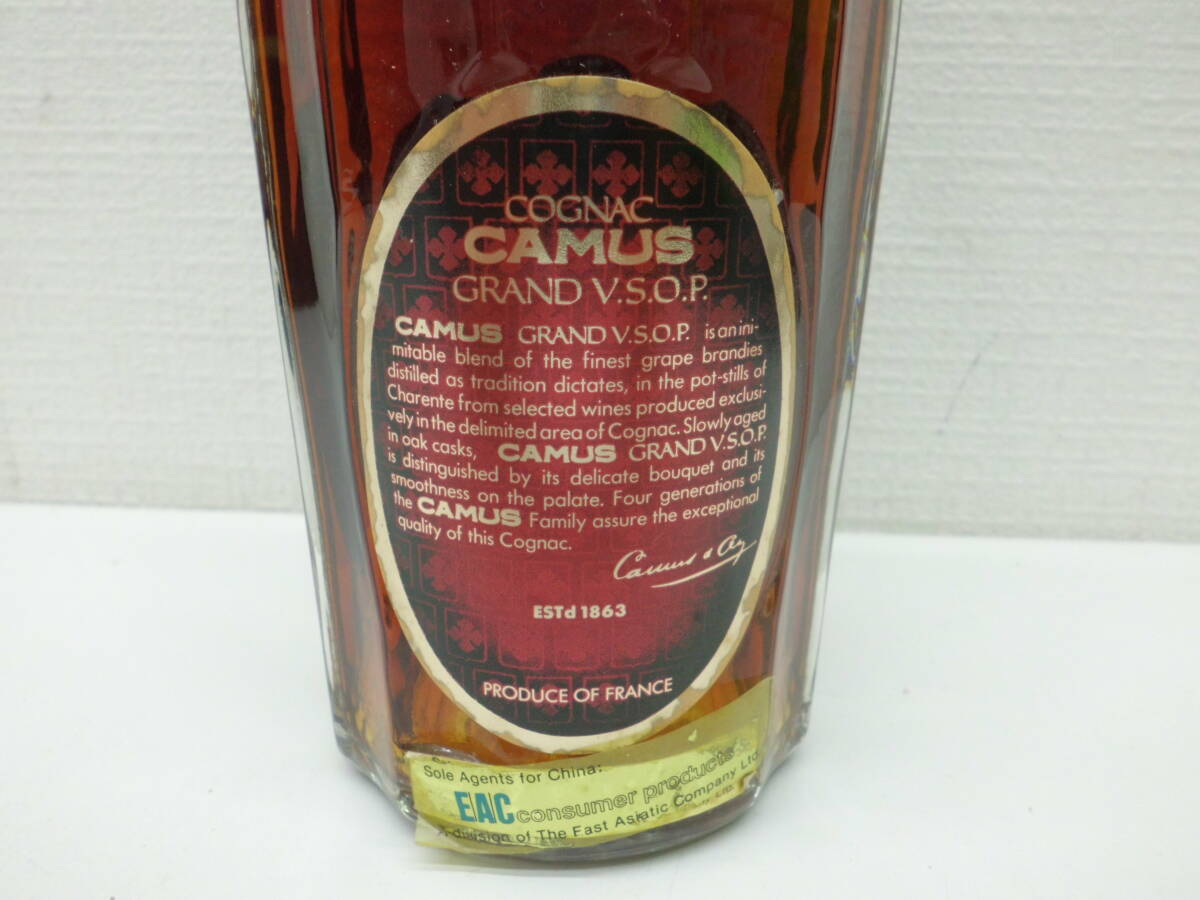 COGNAC
CAMUS
GRAND V.S.O.P.
CAMUS GRAND V.S.O.P. is an ini-
mitable blend of the finest grape brandies
distilled as tradition dictates, in the pot-stills of
Charente from selected wines produced exclusi-
vely in the delimited area of Cognac. Slowly aged
in oak casks, CAMUS GRAND V.S.O.P.
is distinguished by its delicate bouquet and its
smoothness on the palate. Four generations of
the CAMUS Family assure the exceptional
quality of this Cognac.
Camus & Cie
ESTd 1863
PRODUCE OF FRANCE
Sole Agents for China:
EAC consumer products
A division of The East Asiatic Company Ltd.